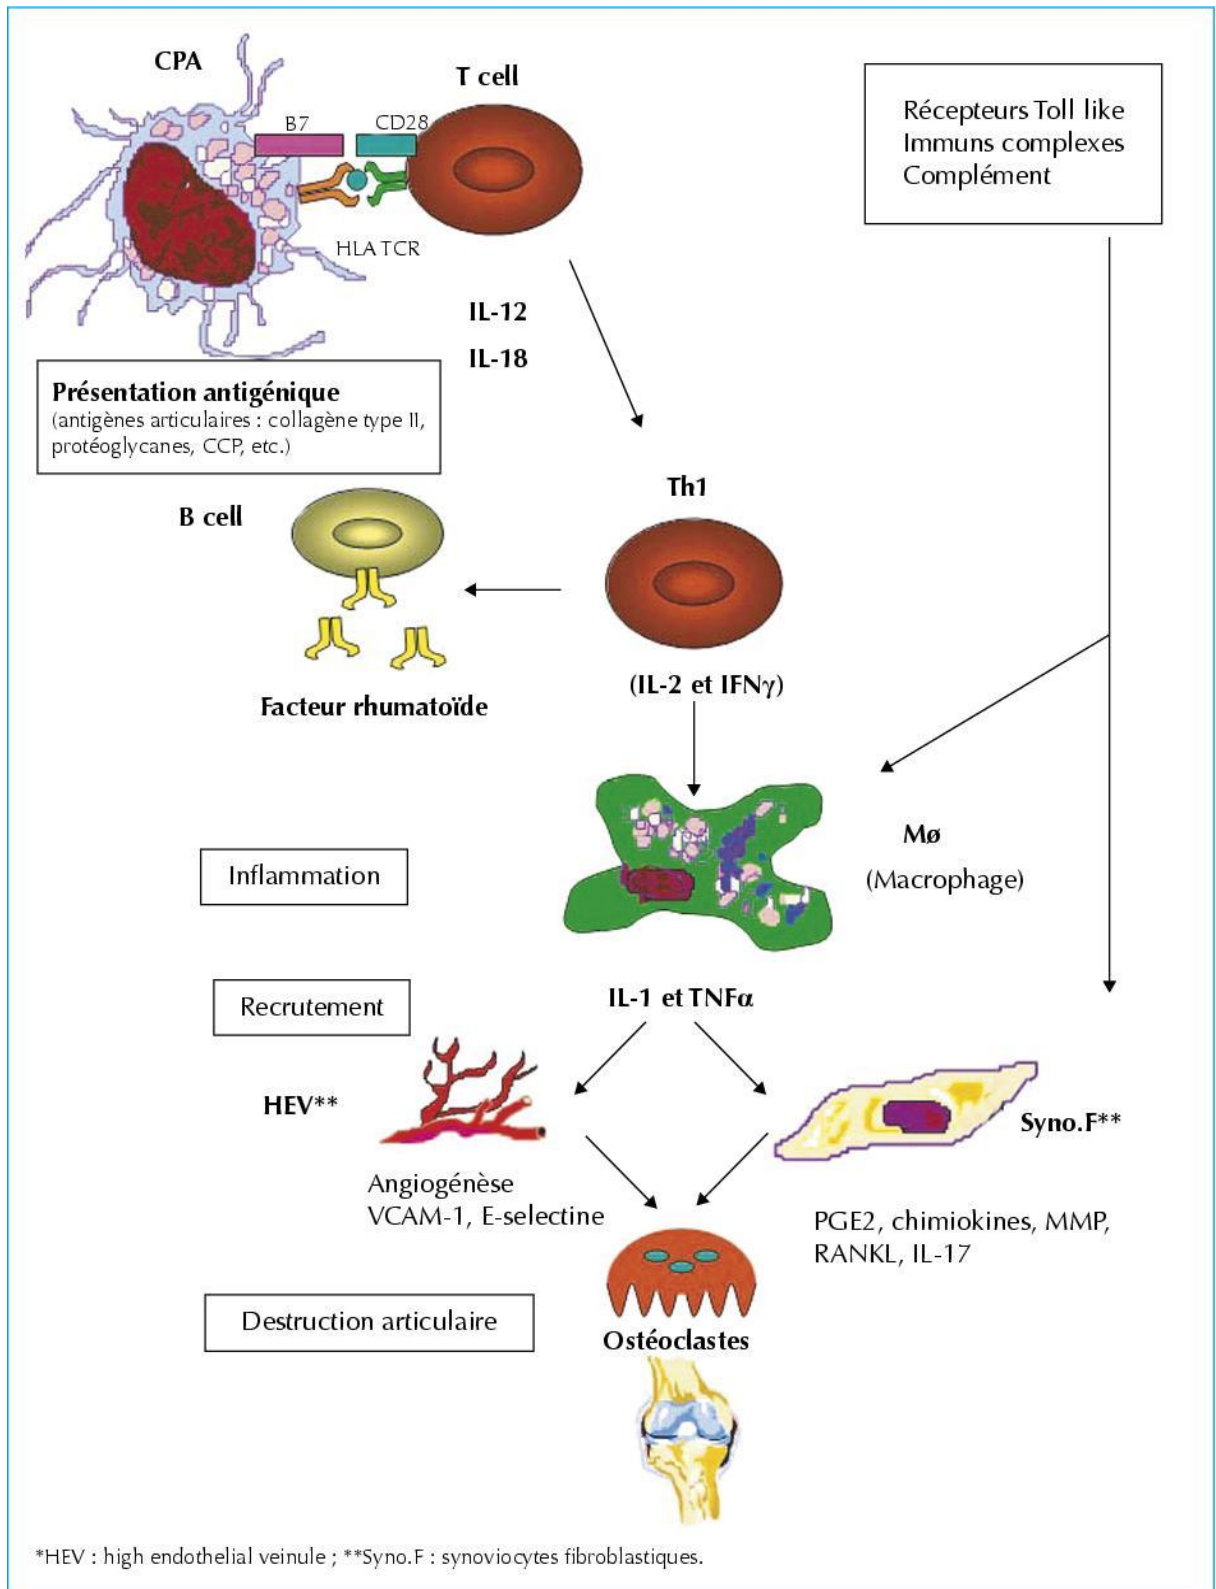 CPA
T cell
B7
CD28
HLA TCR
Récepteurs Toll like
Immuns complexes
Complément
IL-12
IL-18
Présentation antigénique
(antigènes articulaires : collagène type II,
protéoglycanes, CCP, etc.)
Th1
B cell
(IL-2 et IFNγ)
Facteur rhumatoïde
Mø
(Macrophage)
Inflammation
Recrutement
IL-1 et TNFα
HEV**
Syno.F**
Angiogénèse
VCAM-1, E-selectine
PGE2, chimiokines, MMP,
RANKL, IL-17
Destruction articulaire
Ostéoclastes
*HEV : high endothelial veinule ; **Syno.F : synoviocytes fibroblastiques.